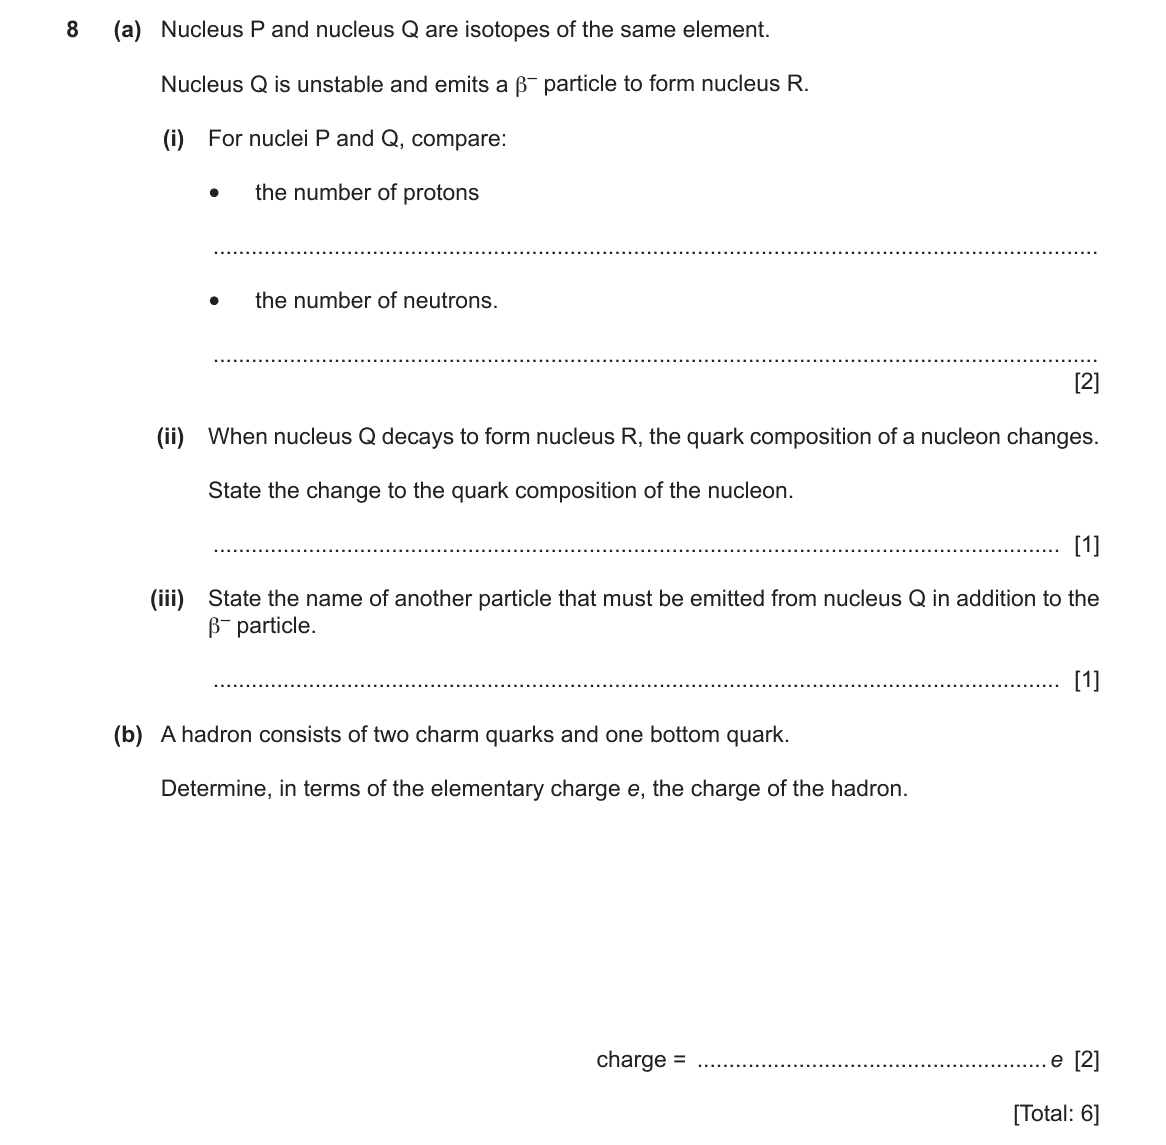 8 (a) Nucleus P and nucleus Q are isotopes of the same element.
Nucleus Q is unstable and emits a β⁻ particle to form nucleus R.
(i) For nuclei P and Q, compare:
• the number of protons
..........................................................................................................................................
• the number of neutrons.
..........................................................................................................................................
[2]
(ii) When nucleus Q decays to form nucleus R, the quark composition of a nucleon changes.
State the change to the quark composition of the nucleon.
.................................................................................................................................... [1]
(iii) State the name of another particle that must be emitted from nucleus Q in addition to the
β⁻ particle.
.................................................................................................................................... [1]
(b) A hadron consists of two charm quarks and one bottom quark.
Determine, in terms of the elementary charge e, the charge of the hadron.
charge = ...................................................... e [2]
[Total: 6]